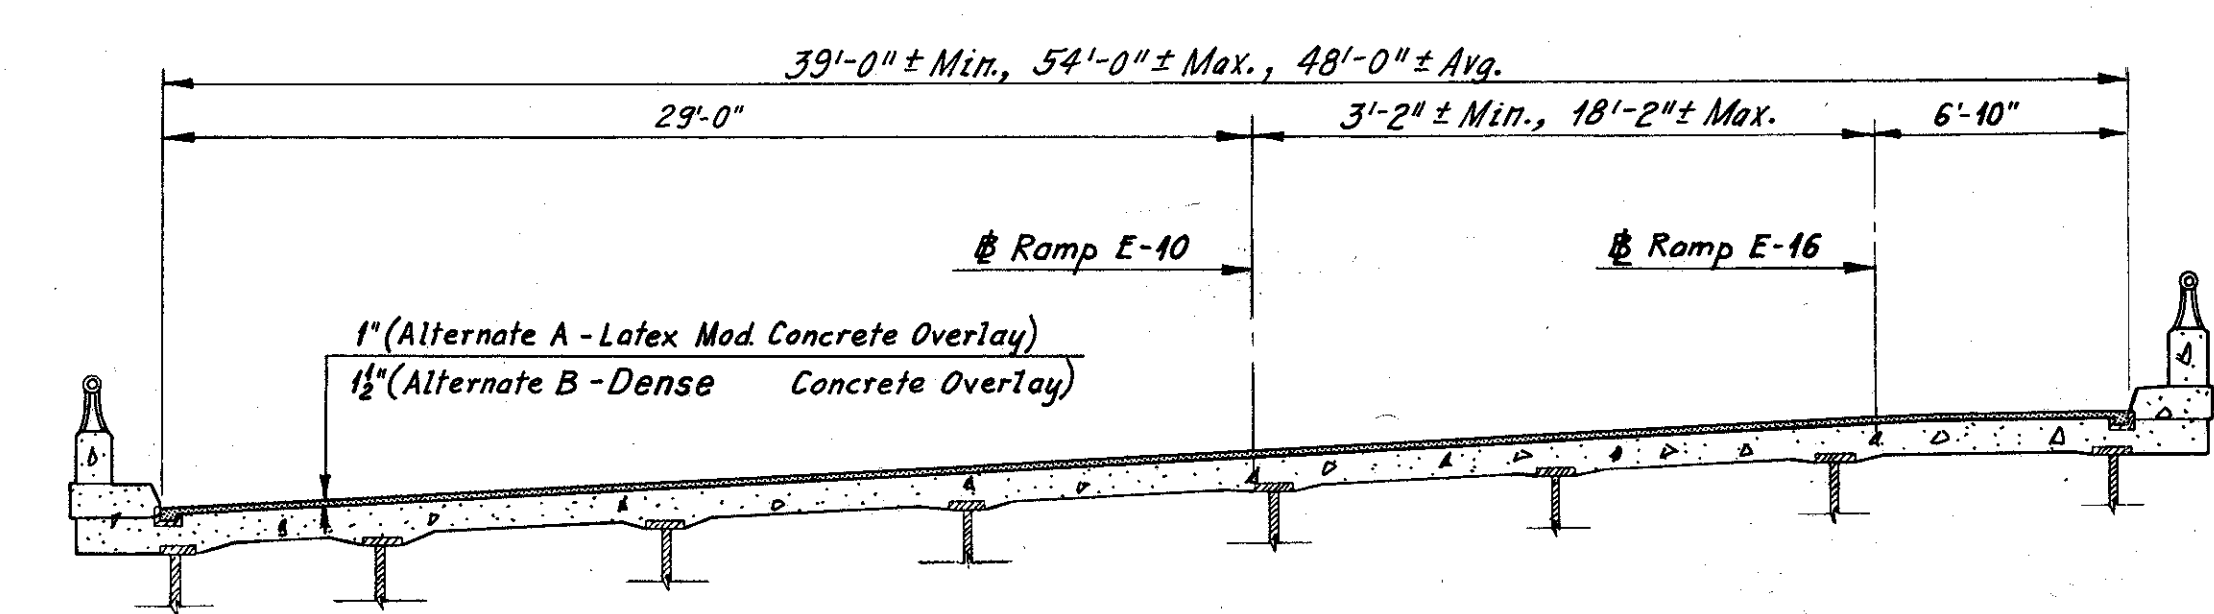 39'-0" ± Min., 54'-0" ± Max., 48'-0" ± Avg.
29'-0"
3'-2" ± Min., 18'-2" ± Max.
6'-10"
℄ Ramp E-10
℄ Ramp E-16
1" (Alternate A - Latex Mod. Concrete Overlay)
1½" (Alternate B - Dense Concrete Overlay)